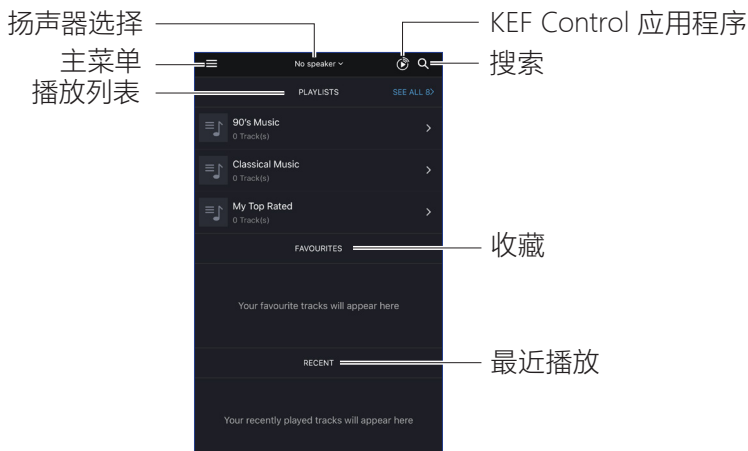 扬声器选择
KEF Control 应用程序
主菜单
No speaker
搜索
播放列表
PLAYLISTS
SEE ALL 8>
90's Music
0 Track(s)
Classical Music
0 Track(s)
My Top Rated
0 Track(s)
FAVOURITES
收藏
Your favourite tracks will appear here
RECENT
最近播放
Your recently played tracks will appear here